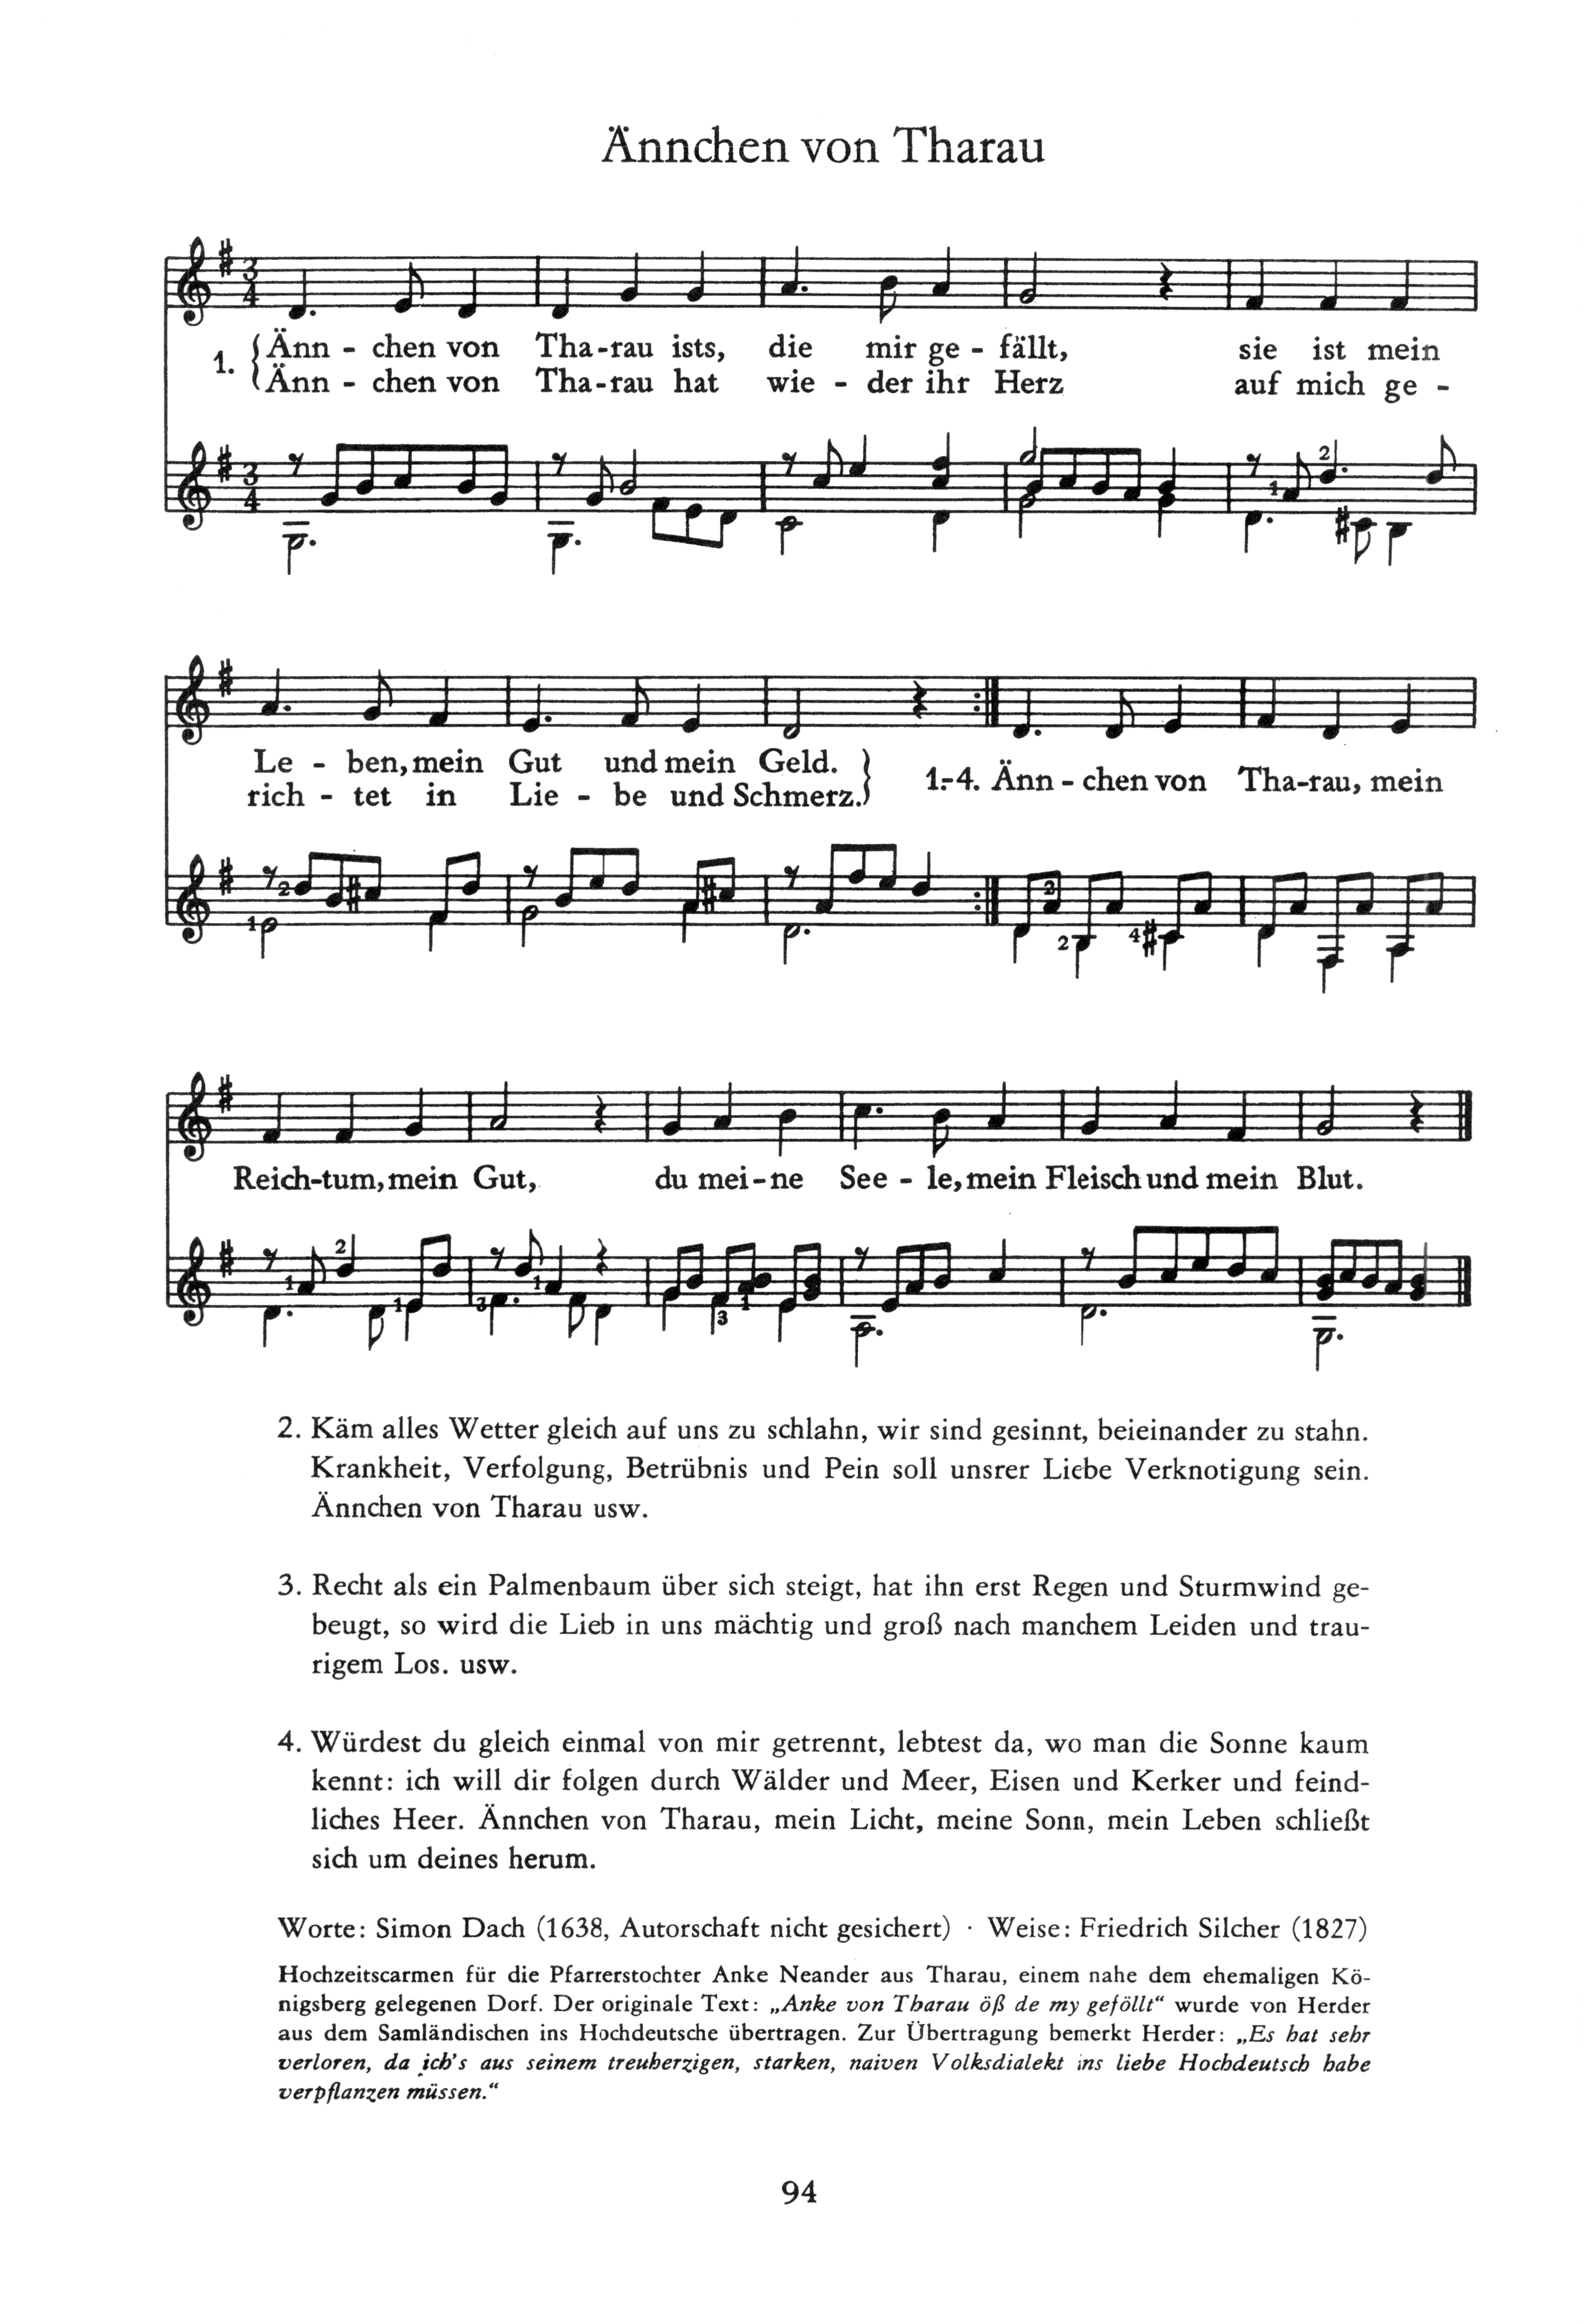 Ännchen von Tharau
1. Änn - chen von Tha-rau ists, die mir ge - fällt, sie ist mein
Änn - chen von Tha-rau hat wie - der ihr Herz auf mich ge -
Le - ben, mein Gut und mein Geld.
rich - tet in Lie - be und Schmerz.
1.-4. Änn - chen von Tha-rau, mein
Reich-tum, mein Gut, du mei-ne See - le, mein Fleisch und mein Blut.
2. Käm alles Wetter gleich auf uns zu schlahn, wir sind gesinnt, beieinander zu stahn.
Krankheit, Verfolgung, Betrübnis und Pein soll unsrer Liebe Verknotigung sein.
Ännchen von Tharau usw.
3. Recht als ein Palmenbaum über sich steigt, hat ihn erst Regen und Sturmwind ge-
beugt, so wird die Lieb in uns mächtig und groß nach manchem Leiden und trau-
rigem Los. usw.
4. Würdest du gleich einmal von mir getrennt, lebtest da, wo man die Sonne kaum
kennt: ich will dir folgen durch Wälder und Meer, Eisen und Kerker und feind-
liches Heer. Ännchen von Tharau, mein Licht, meine Sonn, mein Leben schließt
sich um deines herum.
Worte: Simon Dach (1638, Autorschaft nicht gesichert) · Weise: Friedrich Silcher (1827)
Hochzeitscarmen für die Pfarrerstochter Anke Neander aus Tharau, einem nahe dem ehemaligen Kö-
nigsberg gelegenen Dorf. Der originale Text: „Anke von Tharau öß de my geföllt“ wurde von Herder
aus dem Samländischen ins Hochdeutsche übertragen. Zur Übertragung bemerkt Herder: „Es hat sehr
verloren, da ich's aus seinem treuherzigen, starken, naiven Volksdialekt ins liebe Hochdeutsch habe
verpflanzen müssen.“
94